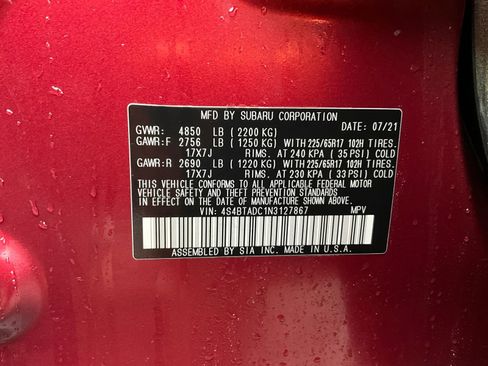 MFD BY SUBARU CORPORATION
GVWR: 4850 LB ( 2200 KG) DATE: 07/21
GAWR:F 2756 LB ( 1250 KG) WITH 225/65R17 102H TIRES.
17X7J RIMS. AT 240 KPA ( 35 PSI) COLD
GAWR:R 2690 LB ( 1220 KG) WITH 225/65R17 102H TIRES.
17X7J RIMS. AT 230 KPA ( 33 PSI) COLD
THIS VEHICLE CONFORMS TO ALL APPLICABLE FEDERAL MOTOR
VEHICLE SAFETY AND THEFT PREVENTION STANDARDS
IN EFFECT ON THE DATE OF MANUFACTURE SHOWN ABOVE.
VIN: 4S4BTADC1N3127867 MPV
ASSEMBLED BY SIA INC. MADE IN U.S.A.